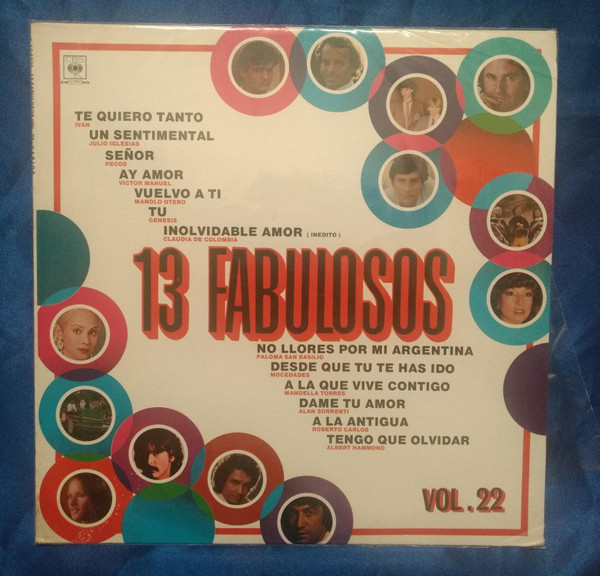 CBS
TE QUIERO TANTO
IVAN
UN SENTIMENTAL
JULIO IGLESIAS
SEÑOR
PECOS
AY AMOR
VICTOR MANUEL
VUELVO A TI
MANOLO OTERO
TU
GENESIS
INOLVIDABLE AMOR (INEDITO)
CLAUDIA DE COLOMBIA
13 FABULOSOS
NO LLORES POR MI ARGENTINA
PALOMA SAN BASILIO
DESDE QUE TU TE HAS IDO
MOCEDADES
A LA QUE VIVE CONTIGO
MANOELLA TORRES
DAME TU AMOR
ALAN SORRENTI
A LA ANTIGUA
ROBERTO CARLOS
TENGO QUE OLVIDAR
ALBERT HAMMOND
VOL. 22